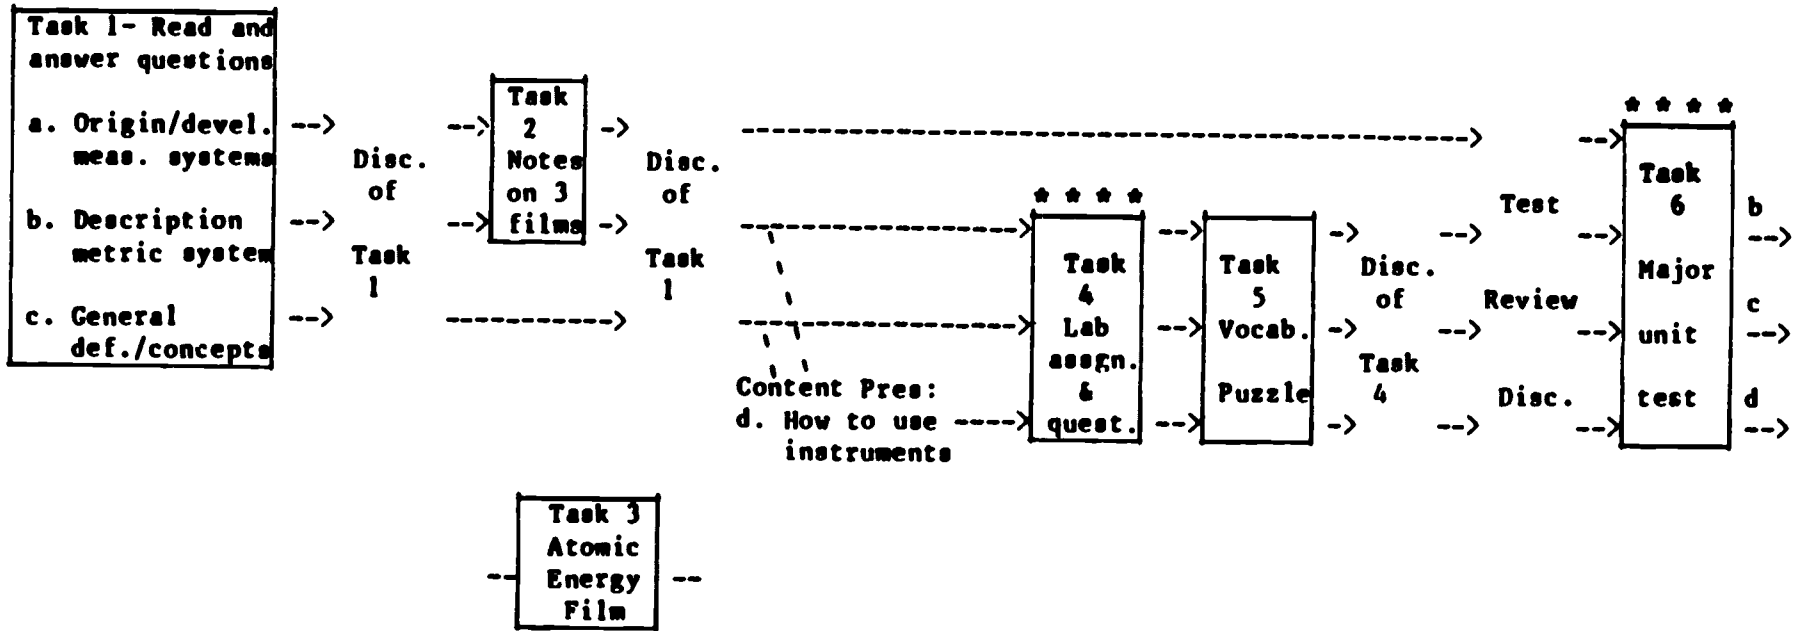 Task 1- Read and
answer questions
a. Origin/devel.
meas. systems
b. Description
metric system
c. General
def./concepts
Disc.
of
Task
1
Task
2
Notes
on 3
films
Disc.
of
Task
1
Content Pres:
d. How to use
instruments
Task 3
Atomic
Energy
Film
* * * *
Task
4
Lab
assgn.
&
quest.
Task
5
Vocab.
Puzzle
Disc.
of
Task
4
Test
Review
Disc.
* * * *
Task
6
Major
unit
test
b
c
d